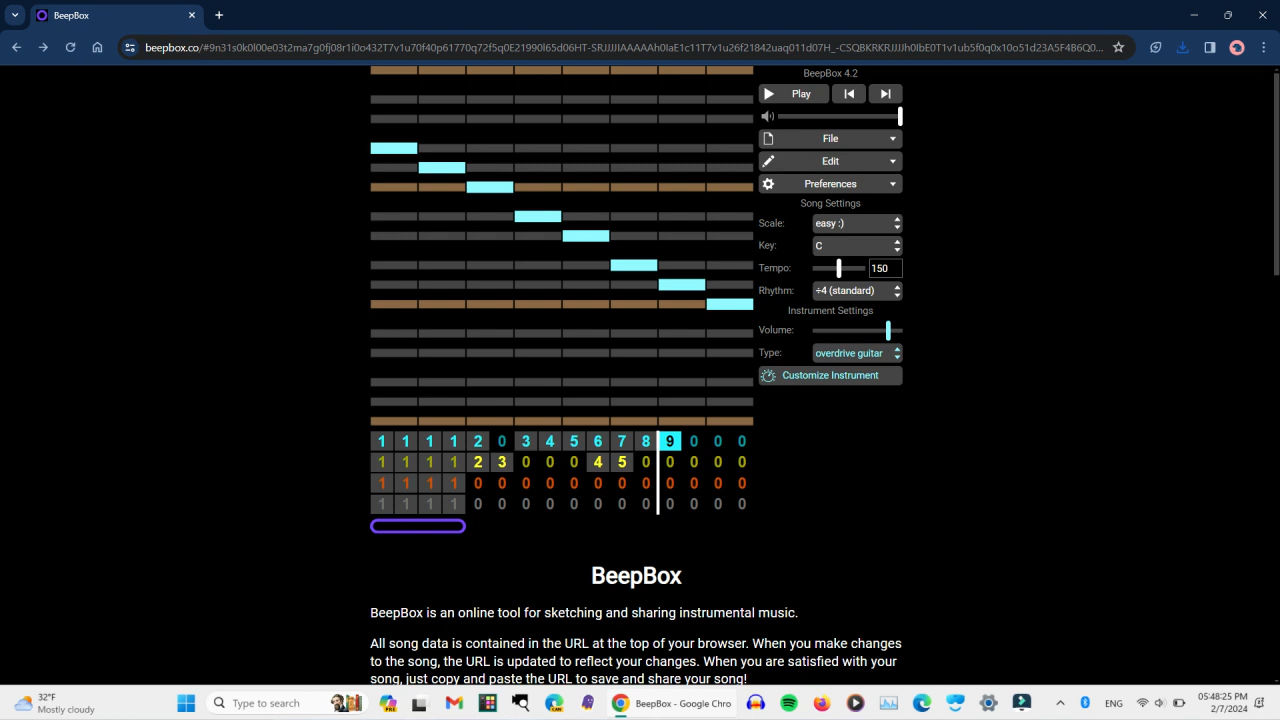 BeepBox
beepbox.co/#9n31s0k0l00e03t2ma7g0fj08r1i0o432T7v1u70f40p61770q72f5q0E21990l65d06HT-SRJJJJIAAAAAh0IaE1c11T7v1u26f21842uaq011d07H_-CSQBKRKRJJJJh0IbE0T1v1ub5f0q0x10o51d23A5F4B6Q0...
BeepBox 4.2
Play
File
Edit
Preferences
Song Settings
Scale: easy :)
Key: C
Tempo: 150
Rhythm: ÷4 (standard)
Instrument Settings
Volume:
Type: overdrive guitar
Customize Instrument
1 1 1 1 2 0 3 4 5 6 7 8 9 0 0 0
1 1 1 1 2 3 0 0 0 4 5 0 0 0 0 0
1 1 1 1 0 0 0 0 0 0 0 0 0 0 0 0
1 1 1 1 0 0 0 0 0 0 0 0 0 0 0 0
BeepBox
BeepBox is an online tool for sketching and sharing instrumental music.
All song data is contained in the URL at the top of your browser. When you make changes
to the song, the URL is updated to reflect your changes. When you are satisfied with your
song, just copy and paste the URL to save and share your song!
32°F
Mostly cloudy
Type to search
PRE
CAN
BeepBox - Google Chro
ENG
05:48:25 PM
2/7/2024